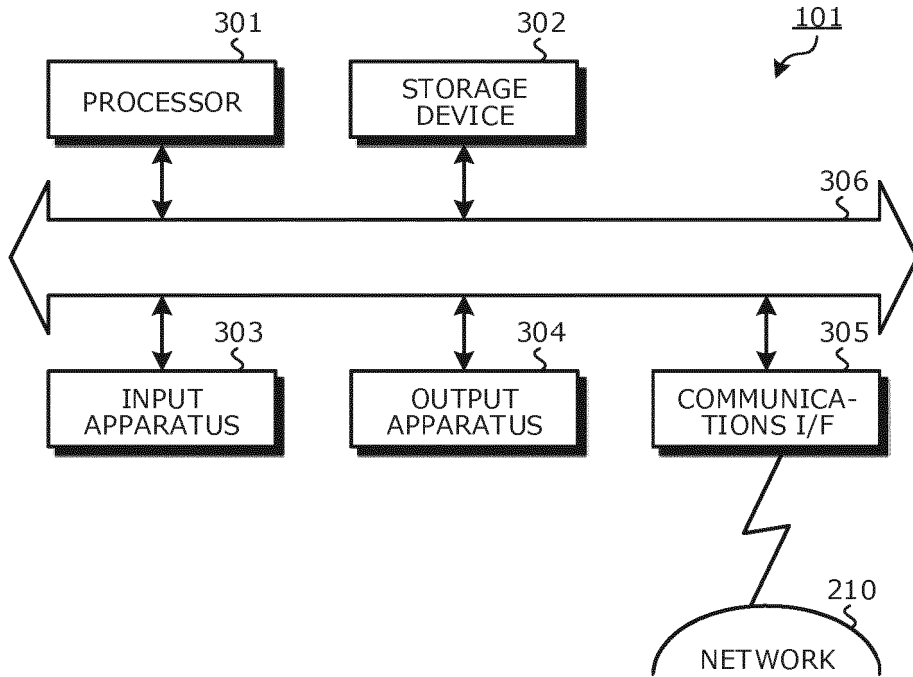 301
302
101
PROCESSOR
STORAGE
DEVICE
306
303
304
305
INPUT
APPARATUS
OUTPUT
APPARATUS
COMMUNICA-
TIONS I/F
210
NETWORK